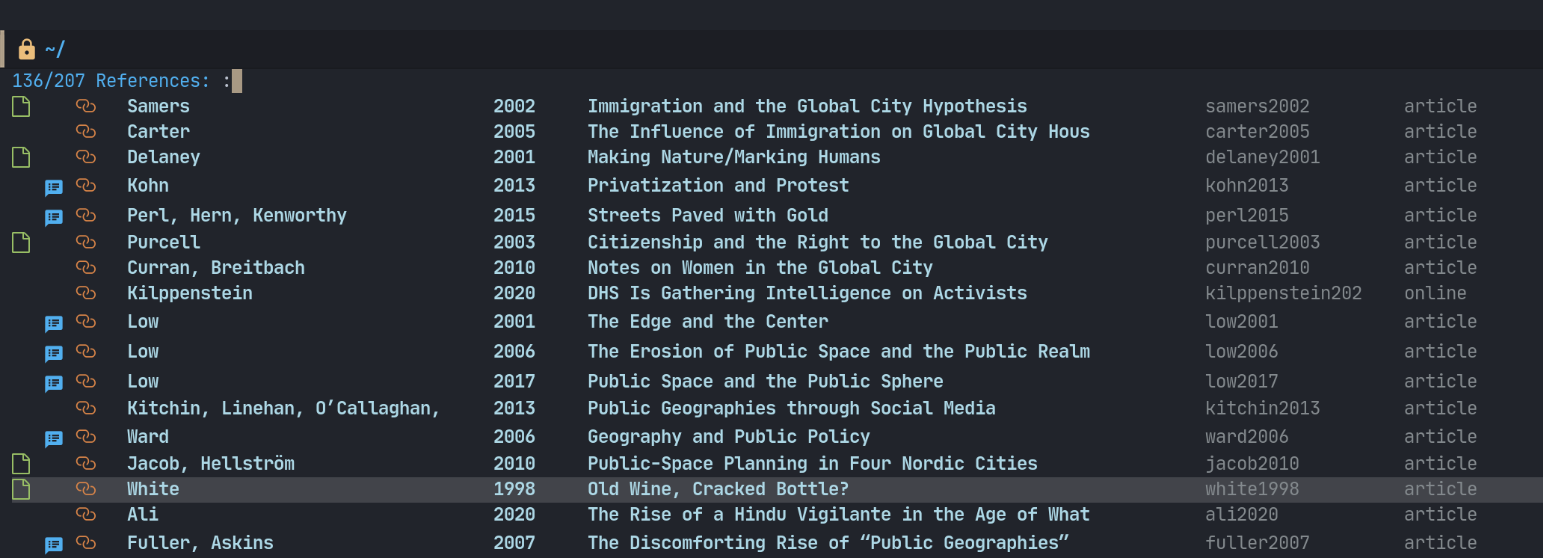 ~/
136/207 References: :
Samers 2002 Immigration and the Global City Hypothesis samers2002 article
Carter 2005 The Influence of Immigration on Global City Hous carter2005 article
Delaney 2001 Making Nature/Marking Humans delaney2001 article
Kohn 2013 Privatization and Protest kohn2013 article
Perl, Hern, Kenworthy 2015 Streets Paved with Gold perl2015 article
Purcell 2003 Citizenship and the Right to the Global City purcell2003 article
Curran, Breitbach 2010 Notes on Women in the Global City curran2010 article
Kilppenstein 2020 DHS Is Gathering Intelligence on Activists kilppenstein202 online
Low 2001 The Edge and the Center low2001 article
Low 2006 The Erosion of Public Space and the Public Realm low2006 article
Low 2017 Public Space and the Public Sphere low2017 article
Kitchin, Linehan, O’Callaghan, 2013 Public Geographies through Social Media kitchin2013 article
Ward 2006 Geography and Public Policy ward2006 article
Jacob, Hellström 2010 Public-Space Planning in Four Nordic Cities jacob2010 article
White 1998 Old Wine, Cracked Bottle? white1998 article
Ali 2020 The Rise of a Hindu Vigilante in the Age of What ali2020 article
Fuller, Askins 2007 The Discomforting Rise of “Public Geographies” fuller2007 article